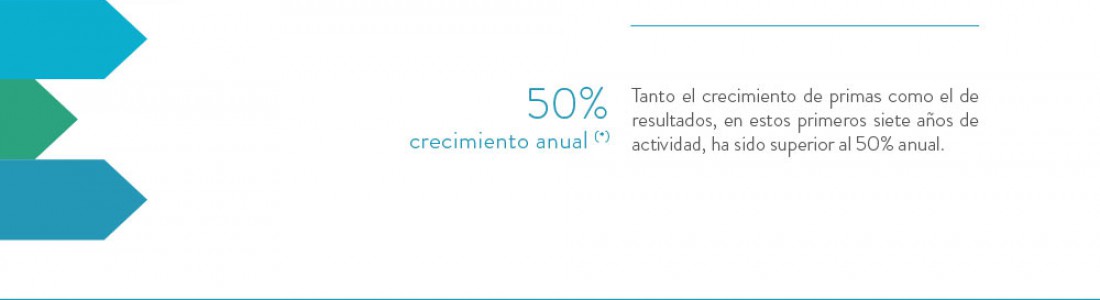 50%
crecimiento anual (*)
Tanto el crecimiento de primas como el de
resultados, en estos primeros siete años de
actividad, ha sido superior al 50% anual.